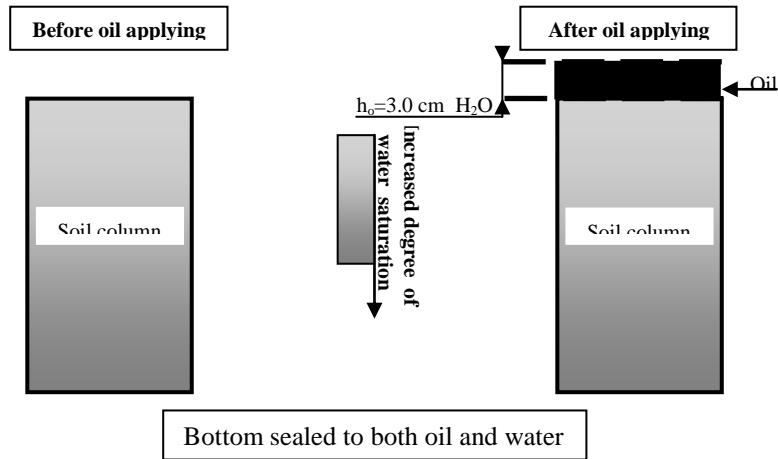 Before oil applying
After oil applying
Oil
hₒ=3.0 cm H₂O
Increased degree of
water saturation
Soil column
Soil column
Bottom sealed to both oil and water